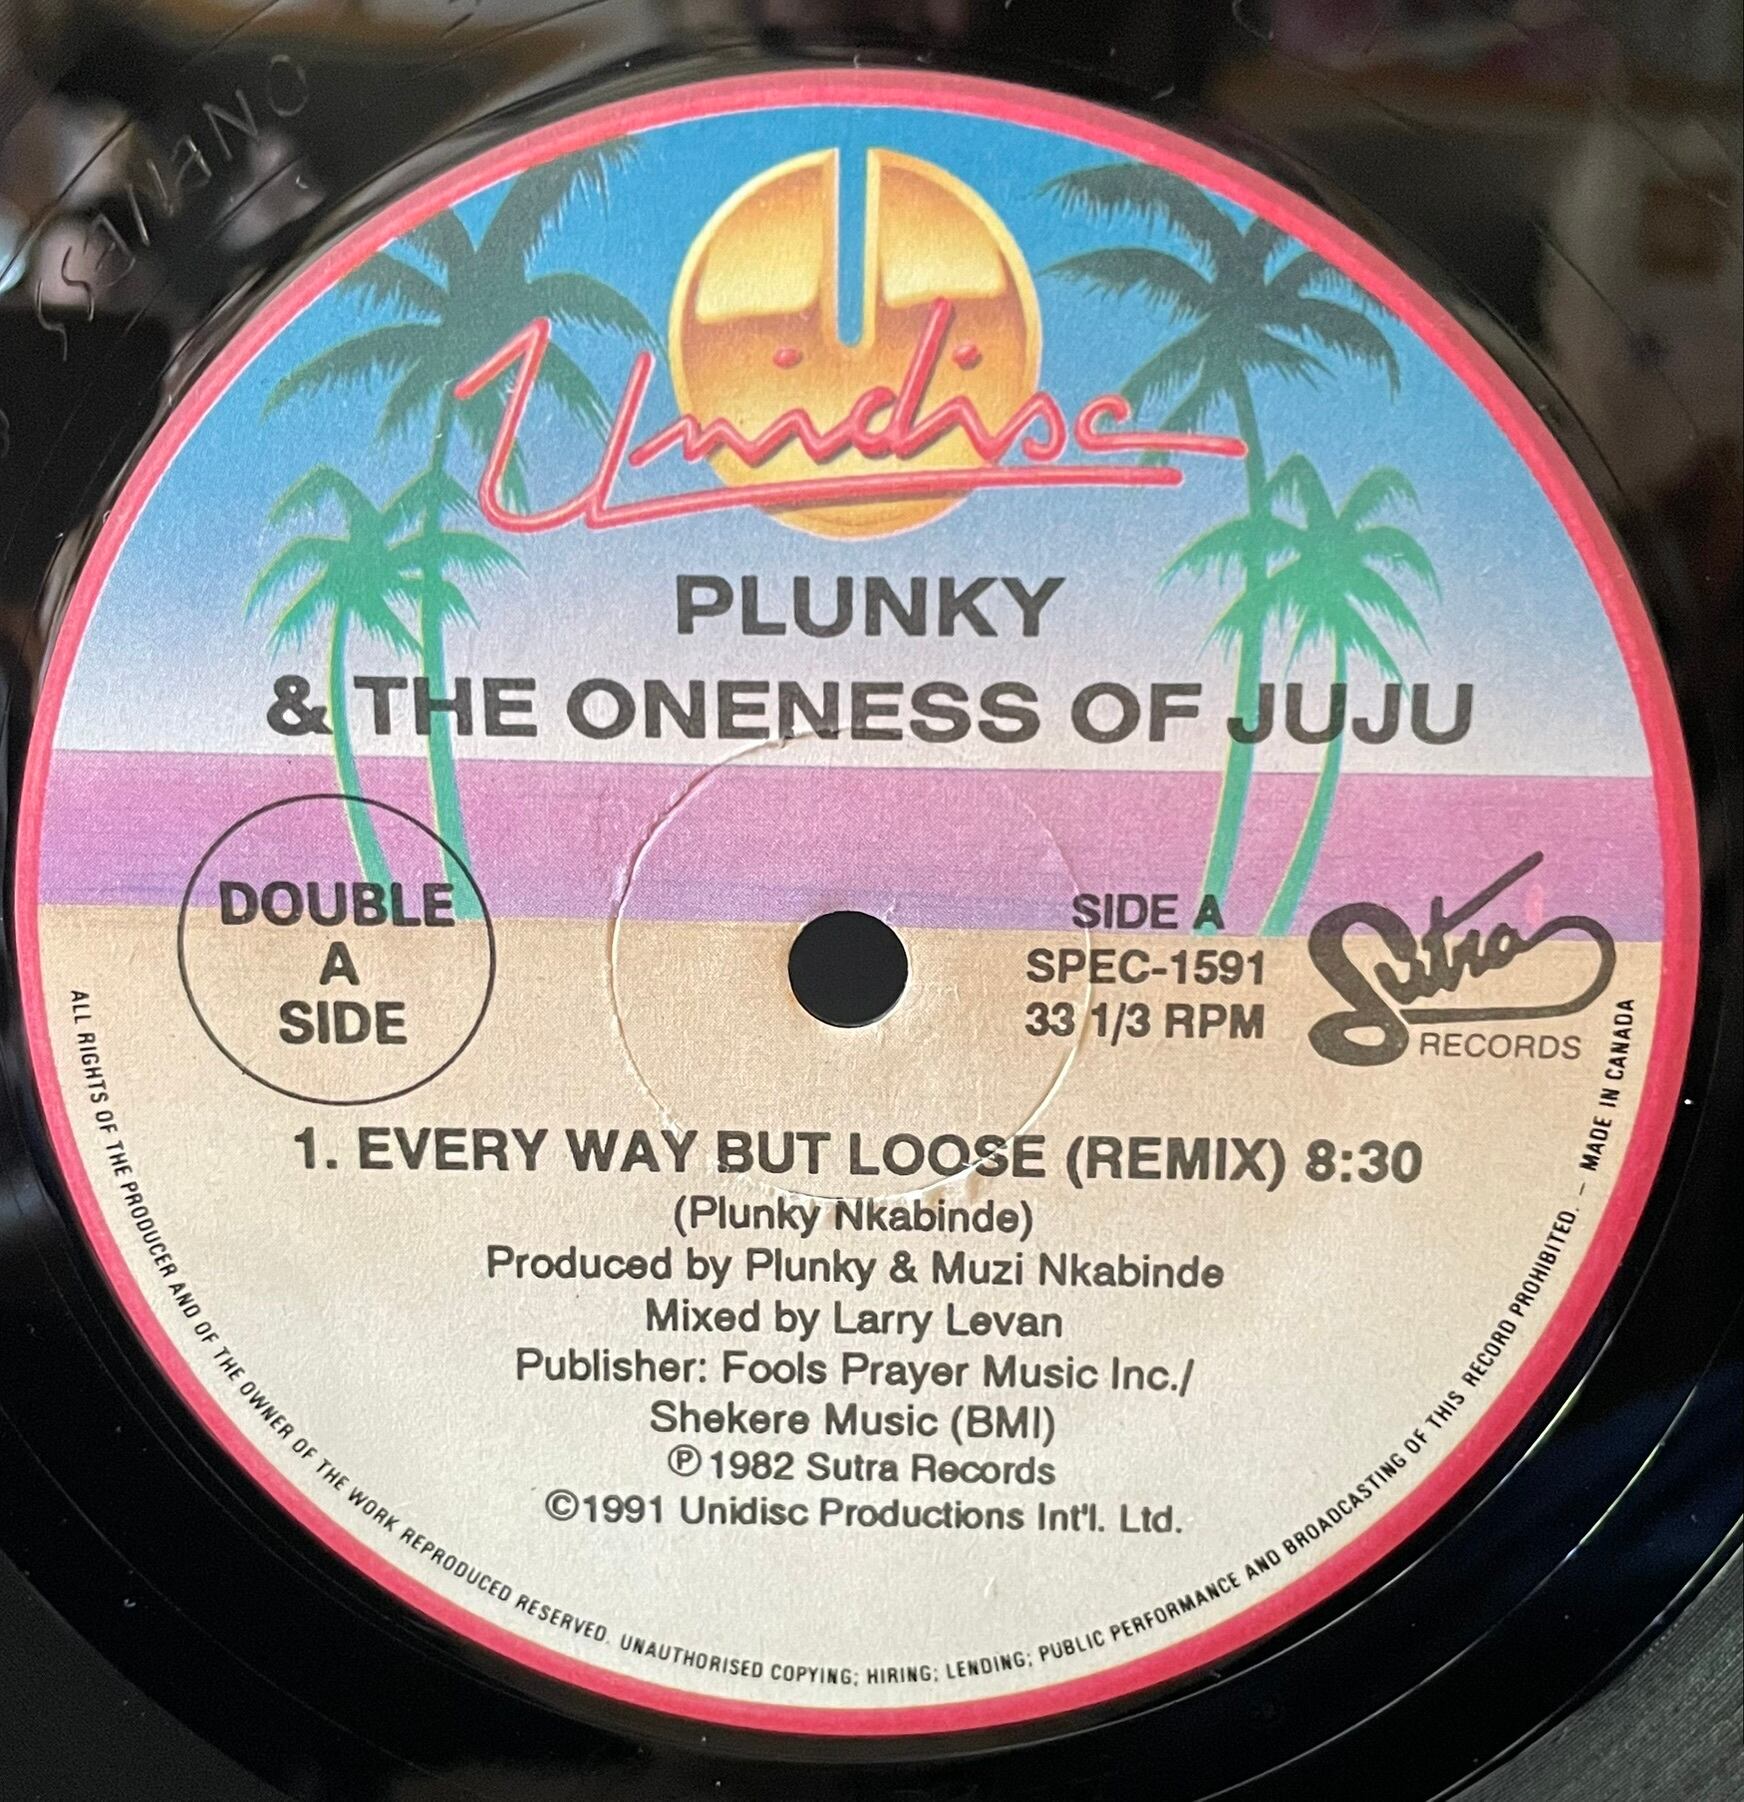 SANANO
Unidisc
PLUNKY
& THE ONENESS OF JUJU
DOUBLE
A
SIDE
SIDE A
SPEC-1591
33 1/3 RPM
Sutra
RECORDS
1. EVERY WAY BUT LOOSE (REMIX) 8:30
(Plunky Nkabinde)
Produced by Plunky & Muzi Nkabinde
Mixed by Larry Levan
Publisher: Fools Prayer Music Inc./
Shekere Music (BMI)
℗1982 Sutra Records
©1991 Unidisc Productions Int'l. Ltd.
ALL RIGHTS OF THE PRODUCER AND OF THE OWNER OF THE WORK REPRODUCED RESERVED. UNAUTHORISED COPYING; HIRING; LENDING; PUBLIC PERFORMANCE AND BROADCASTING OF THIS RECORD PROHIBITED. – MADE IN CANADA